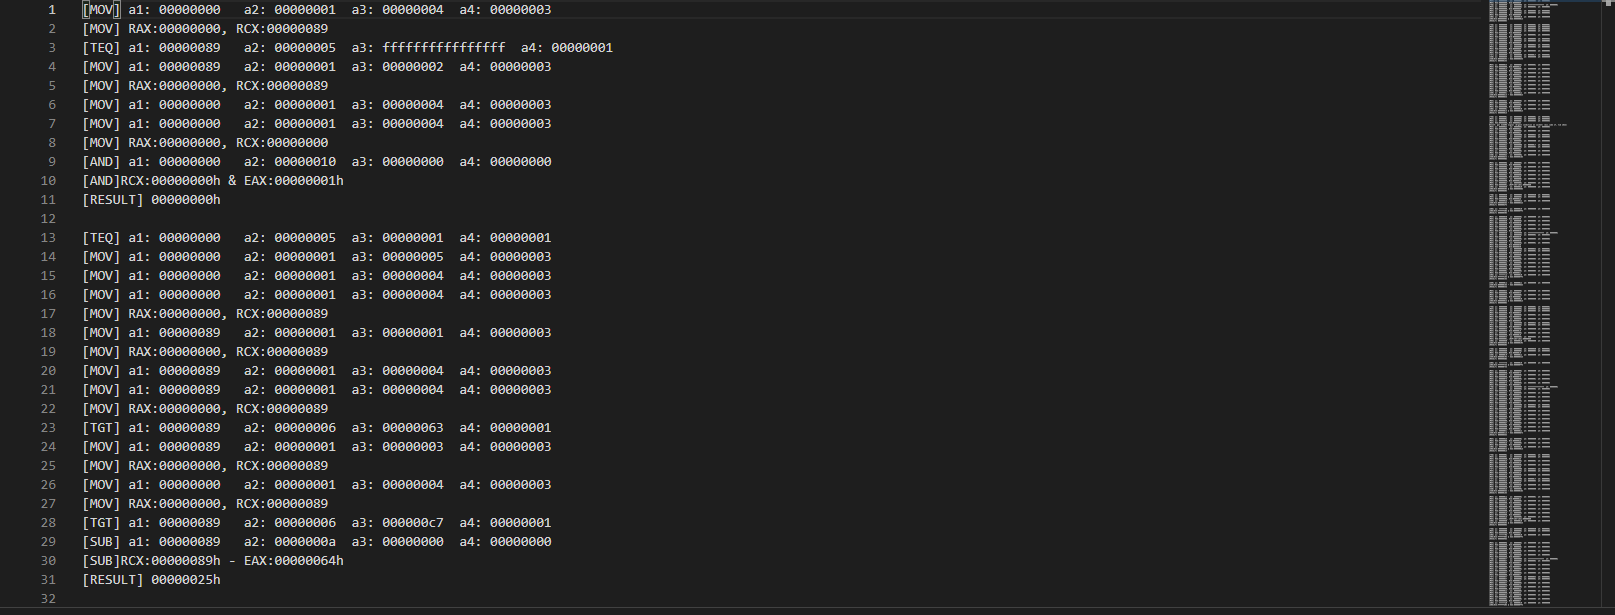 1 [MOV] a1: 00000000 a2: 00000001 a3: 00000004 a4: 00000003
2 [MOV] RAX:00000000, RCX:00000089
3 [TEQ] a1: 00000089 a2: 00000005 a3: ffffffffffffffff a4: 00000001
4 [MOV] a1: 00000089 a2: 00000001 a3: 00000002 a4: 00000003
5 [MOV] RAX:00000000, RCX:00000089
6 [MOV] a1: 00000000 a2: 00000001 a3: 00000004 a4: 00000003
7 [MOV] a1: 00000000 a2: 00000001 a3: 00000004 a4: 00000003
8 [MOV] RAX:00000000, RCX:00000000
9 [AND] a1: 00000000 a2: 00000010 a3: 00000000 a4: 00000000
10 [AND]RCX:00000000h & EAX:00000001h
11 [RESULT] 00000000h
12
13 [TEQ] a1: 00000000 a2: 00000005 a3: 00000001 a4: 00000001
14 [MOV] a1: 00000000 a2: 00000001 a3: 00000005 a4: 00000003
15 [MOV] a1: 00000000 a2: 00000001 a3: 00000004 a4: 00000003
16 [MOV] a1: 00000000 a2: 00000001 a3: 00000004 a4: 00000003
17 [MOV] RAX:00000000, RCX:00000089
18 [MOV] a1: 00000089 a2: 00000001 a3: 00000001 a4: 00000003
19 [MOV] RAX:00000000, RCX:00000089
20 [MOV] a1: 00000089 a2: 00000001 a3: 00000004 a4: 00000003
21 [MOV] a1: 00000089 a2: 00000001 a3: 00000004 a4: 00000003
22 [MOV] RAX:00000000, RCX:00000089
23 [TGT] a1: 00000089 a2: 00000006 a3: 00000063 a4: 00000001
24 [MOV] a1: 00000089 a2: 00000001 a3: 00000003 a4: 00000003
25 [MOV] RAX:00000000, RCX:00000089
26 [MOV] a1: 00000000 a2: 00000001 a3: 00000004 a4: 00000003
27 [MOV] RAX:00000000, RCX:00000089
28 [TGT] a1: 00000089 a2: 00000006 a3: 000000c7 a4: 00000001
29 [SUB] a1: 00000089 a2: 0000000a a3: 00000000 a4: 00000000
30 [SUB]RCX:00000089h - EAX:00000064h
31 [RESULT] 00000025h
32